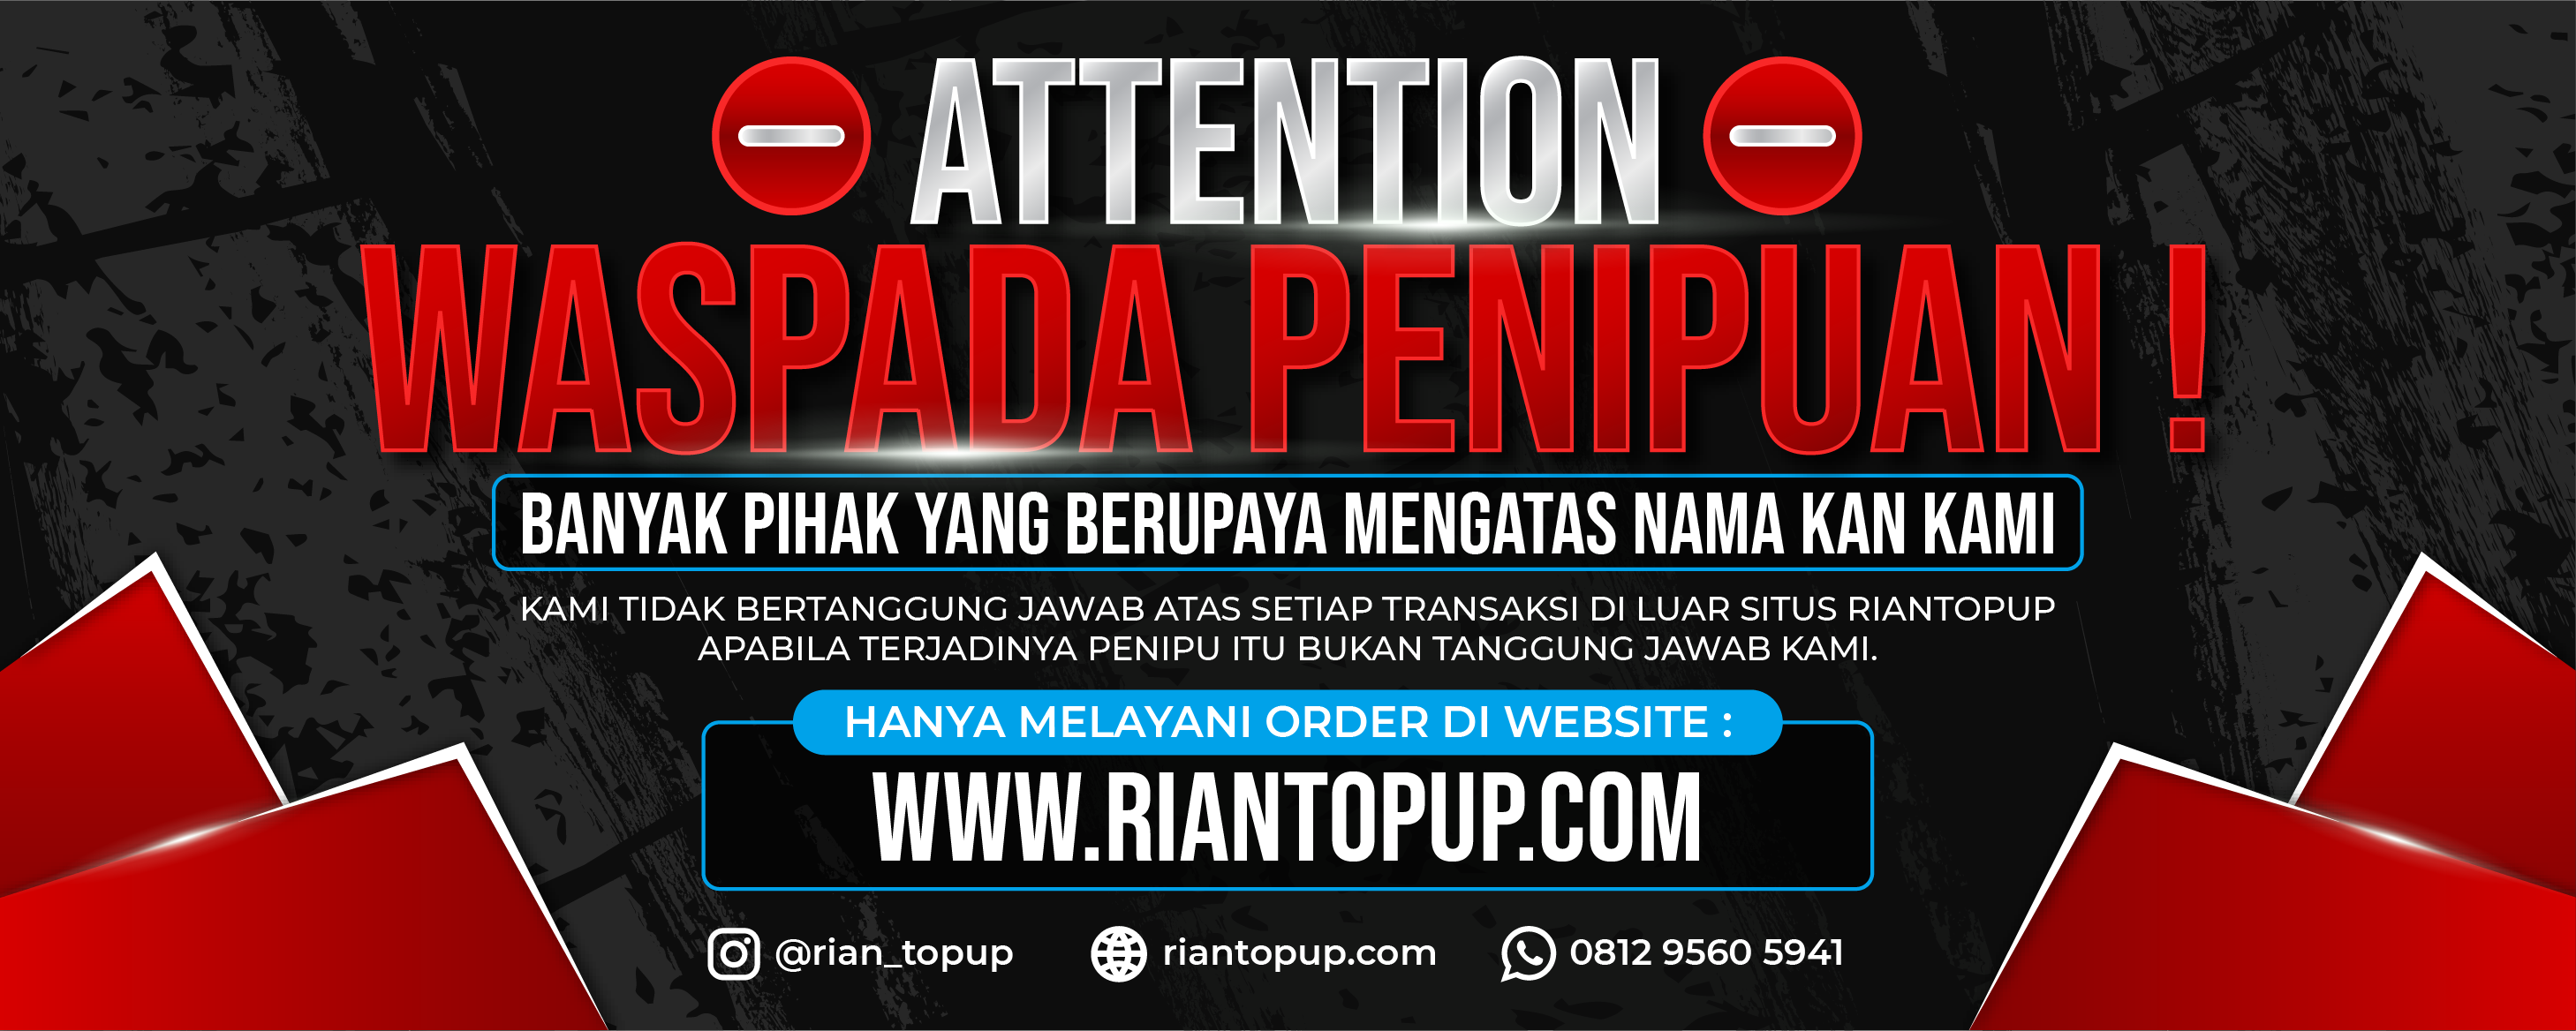 ATTENTION
WASPADA PENIPUAN !
BANYAK PIHAK YANG BERUPAYA MENGATAS NAMA KAN KAMI
KAMI TIDAK BERTANGGUNG JAWAB ATAS SETIAP TRANSAKSI DI LUAR SITUS RIANTOPUP
APABILA TERJADINYA PENIPU ITU BUKAN TANGGUNG JAWAB KAMI.
HANYA MELAYANI ORDER DI WEBSITE :
WWW.RIANTOPUP.COM
@rian_topup riantopup.com 0812 9560 5941